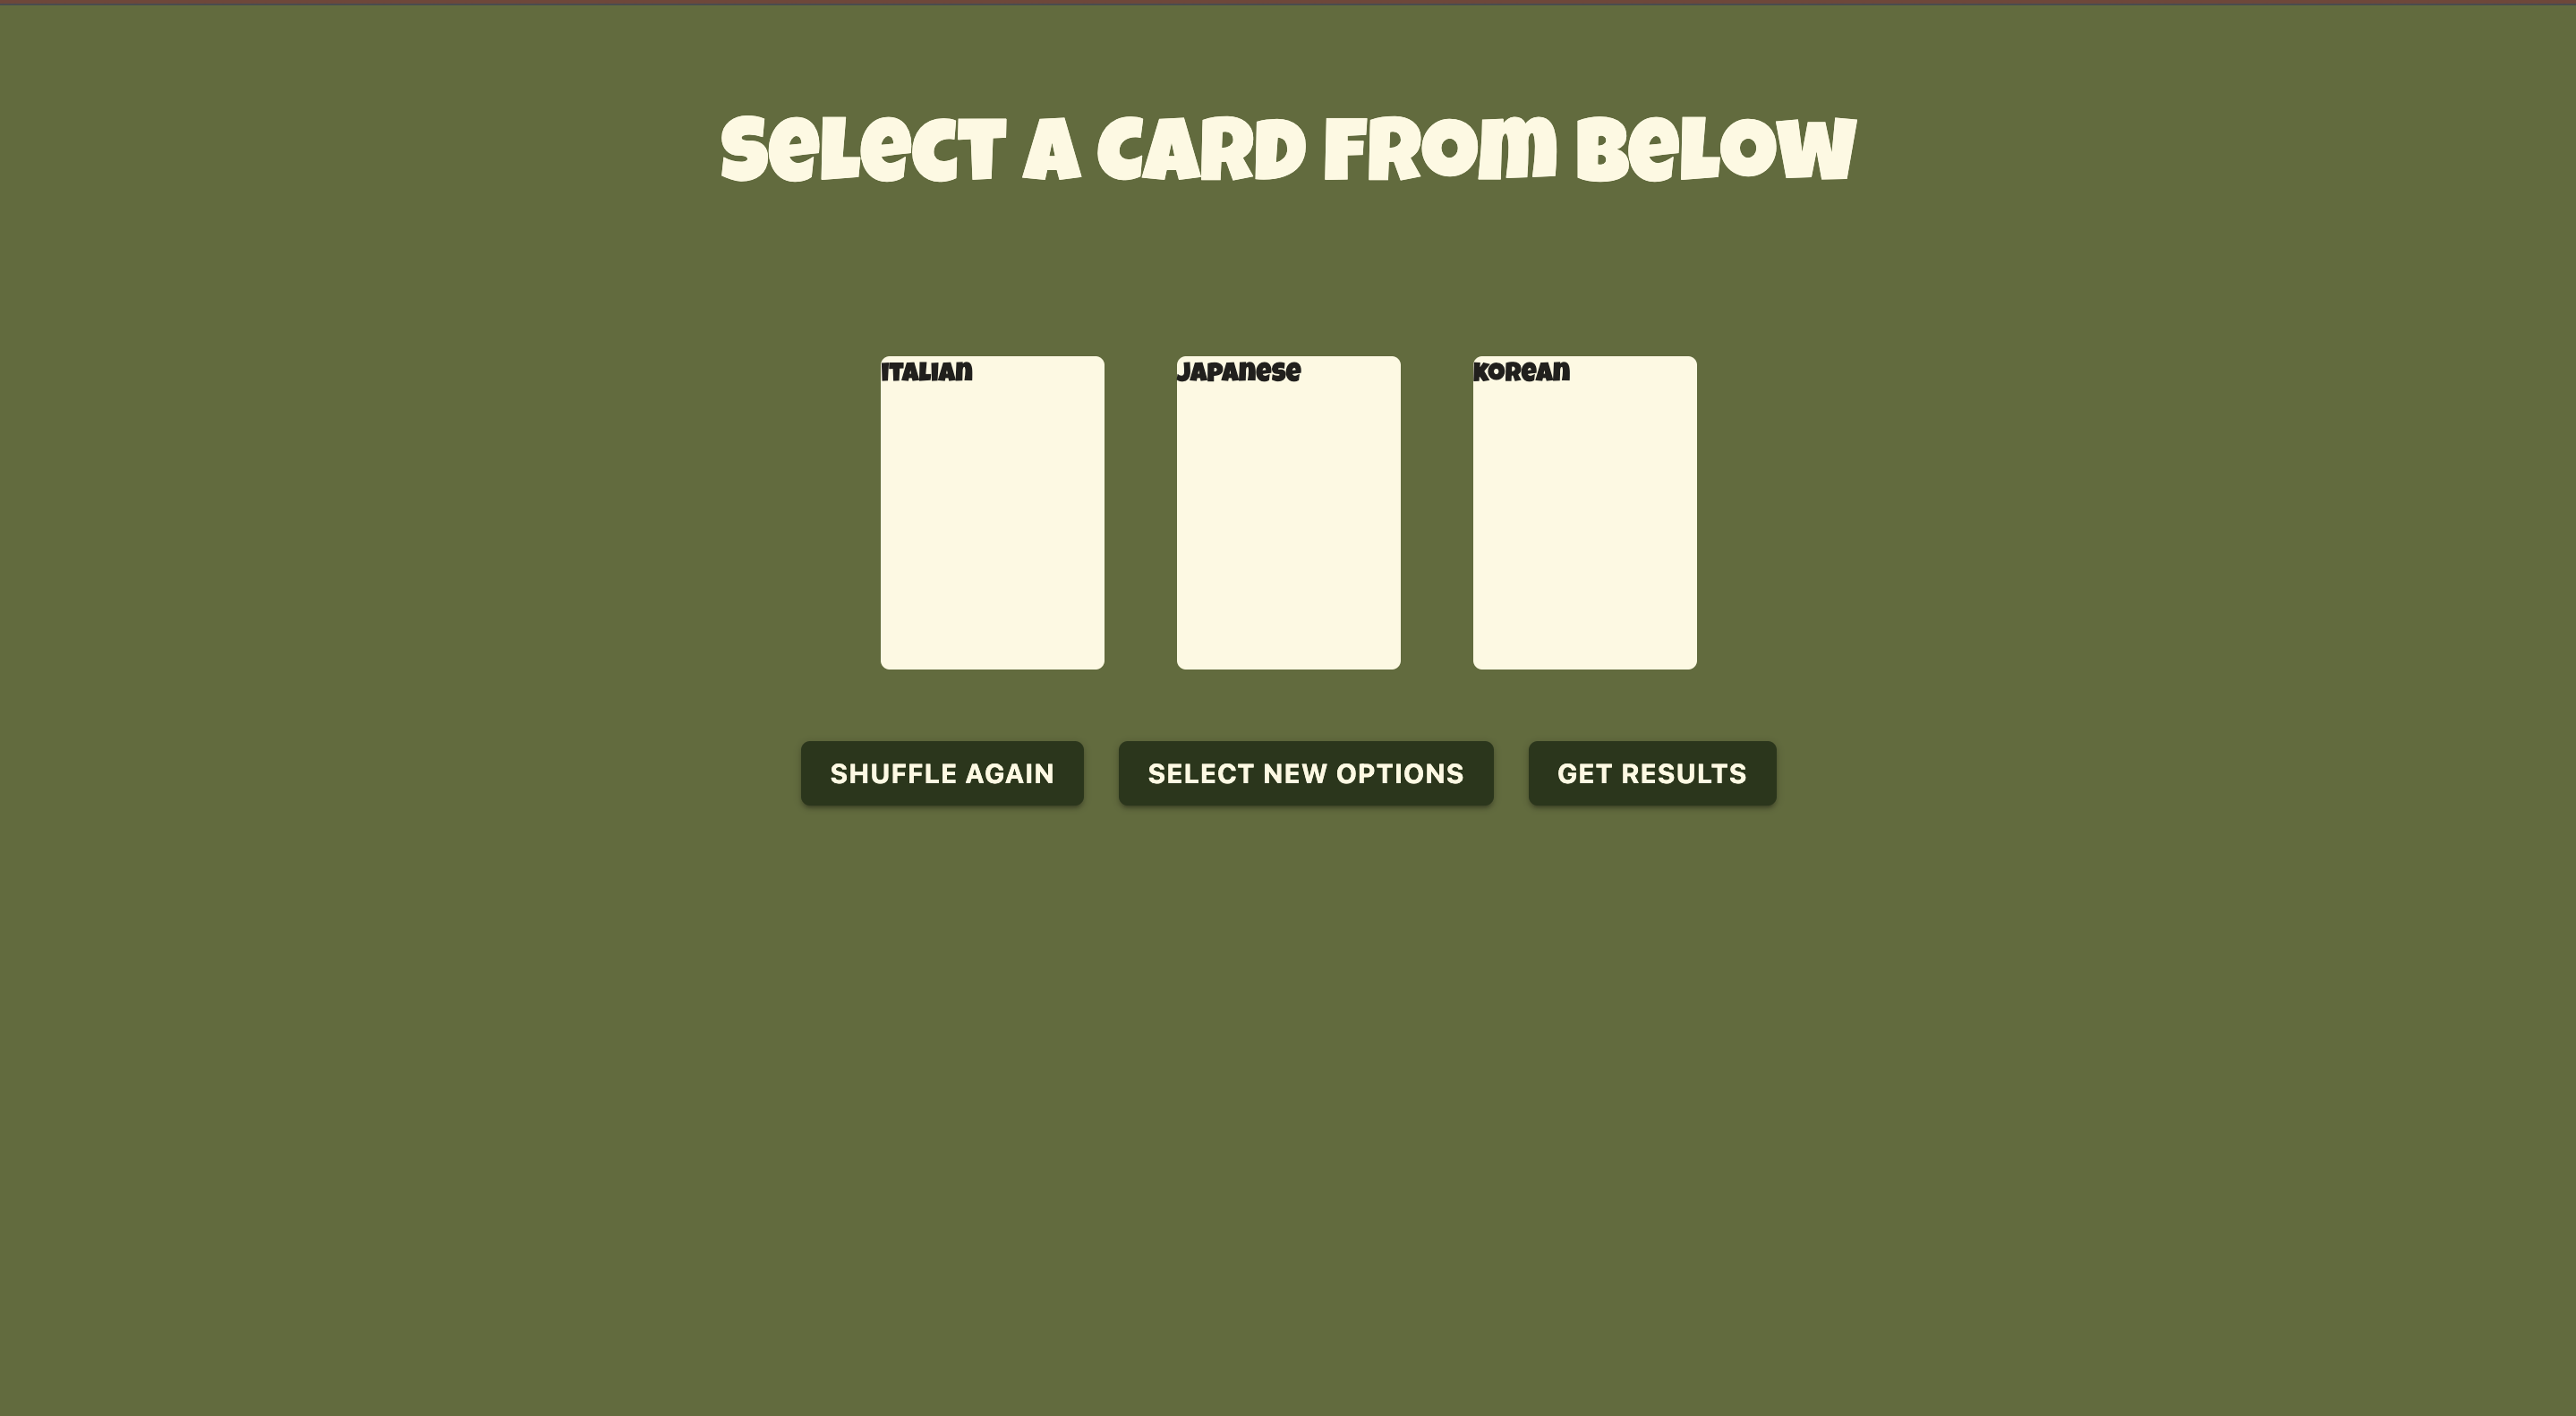 SELECT A CARD FROM BELOW
ITALIAN
JAPANESE
KOREAN
SHUFFLE AGAIN
SELECT NEW OPTIONS
GET RESULTS